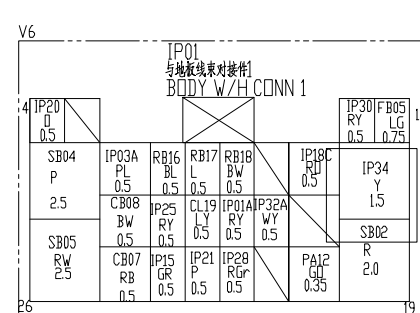 V6
IP01
与地板线束对接件1
BODY W/H CONN 1
4 IP20 IP30 FB05 1
O RY LG
0.5 0.5 0.75
SB04 IP03A RB16 RB17 RB18 IP18C IP34
P PL BL L BW RD Y
2.5 0.5 0.5 0.5 0.5 0.5 1.5
SB05 CB08 IP25 CL19 IP01A IP32A SB02
RW BW RY LY RY WY R
2.5 0.5 0.5 0.5 0.5 0.5 2.0
CB07 IP15 IP21 IP28 PA12
RB GR P RGr GO
0.5 0.5 0.5 0.5 0.35
26 19